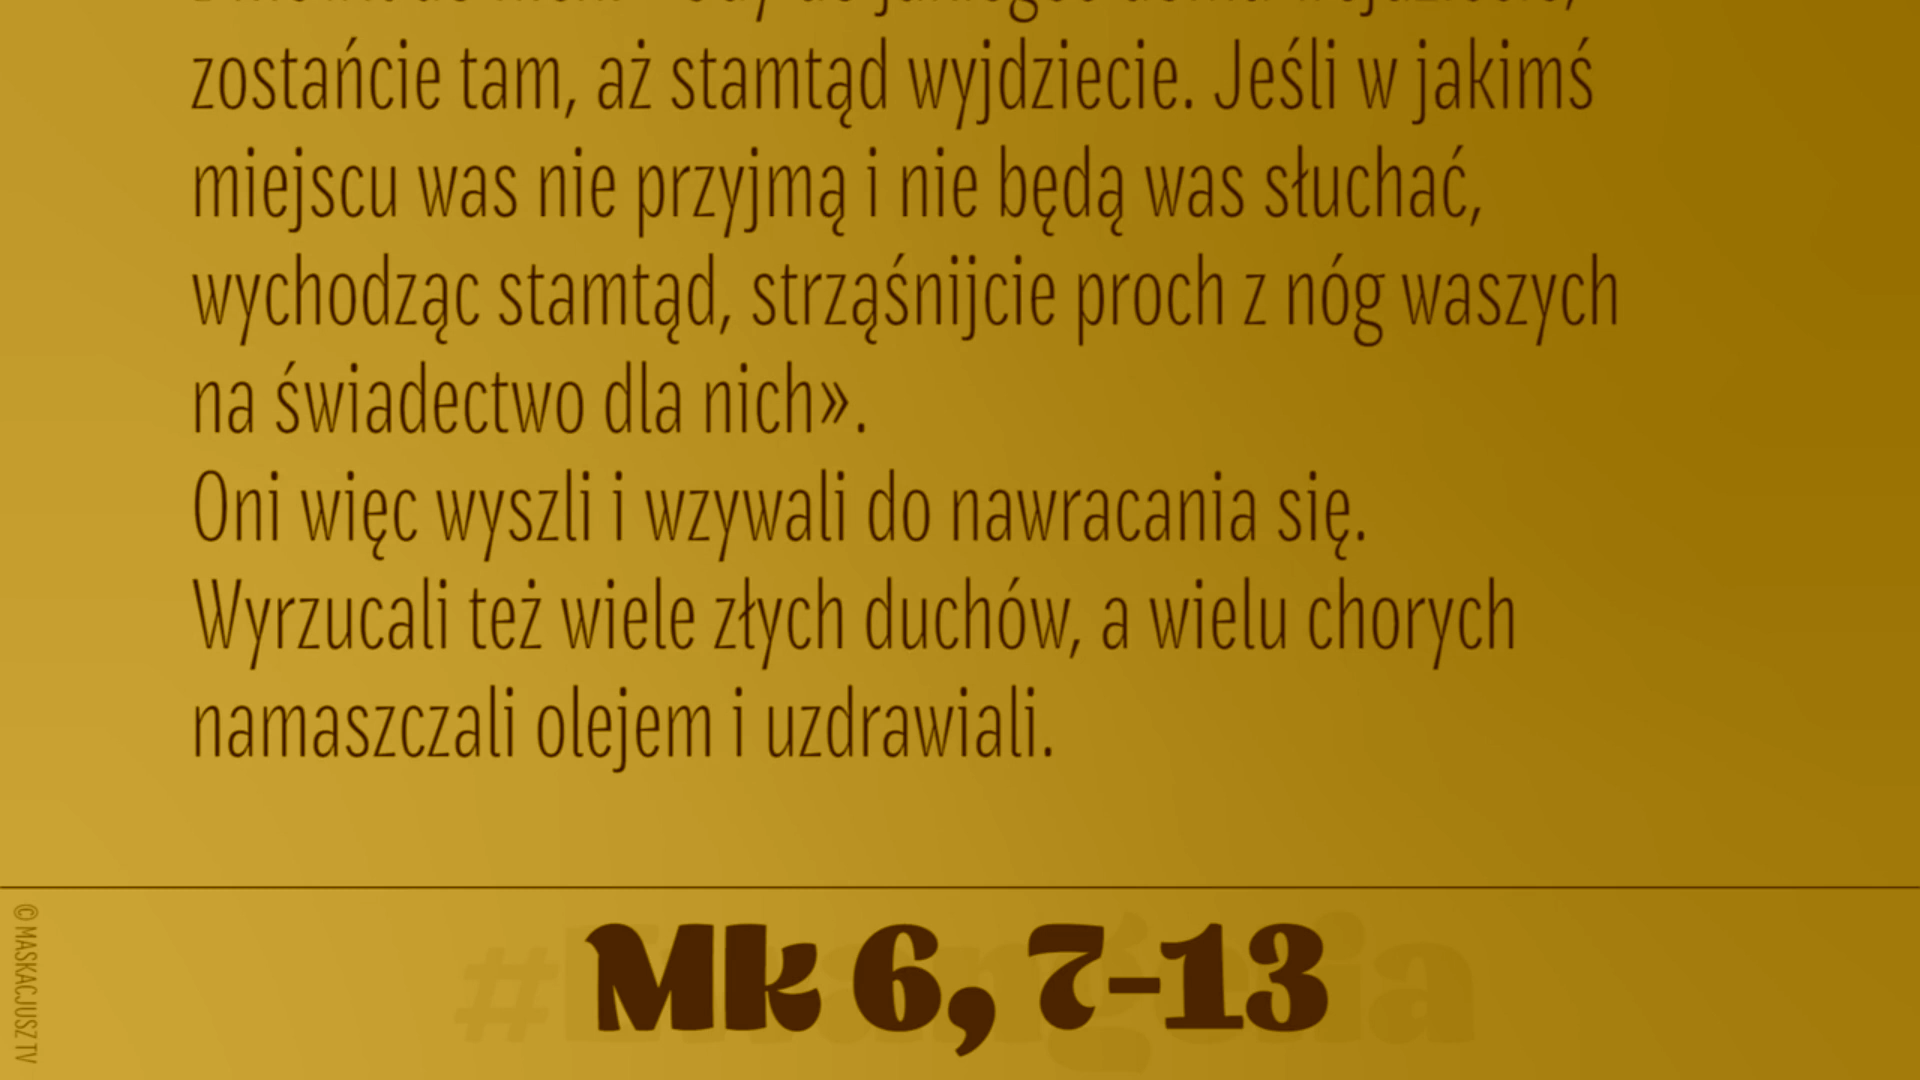 zostańcie tam, aż stamtąd wyjdziecie. Jeśli w jakimś
miejscu was nie przyjmą i nie będą was słuchać,
wychodząc stamtąd, strząśnijcie proch z nóg waszych
na świadectwo dla nich».
Oni więc wyszli i wzywali do nawracania się.
Wyrzucali też wiele złych duchów, a wielu chorych
namaszczali olejem i uzdrawiali.
Mk 6, 7-13
© MASKACJUSZ TV